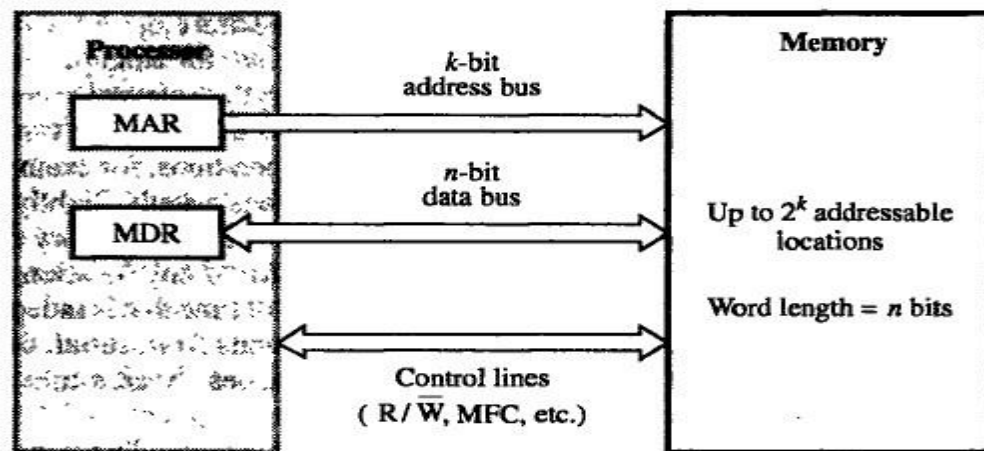 Processor
Memory
k-bit
address bus
MAR
n-bit
data bus
MDR
Up to 2^k addressable
locations
Word length = n bits
Control lines
( R / W̅, MFC, etc.)